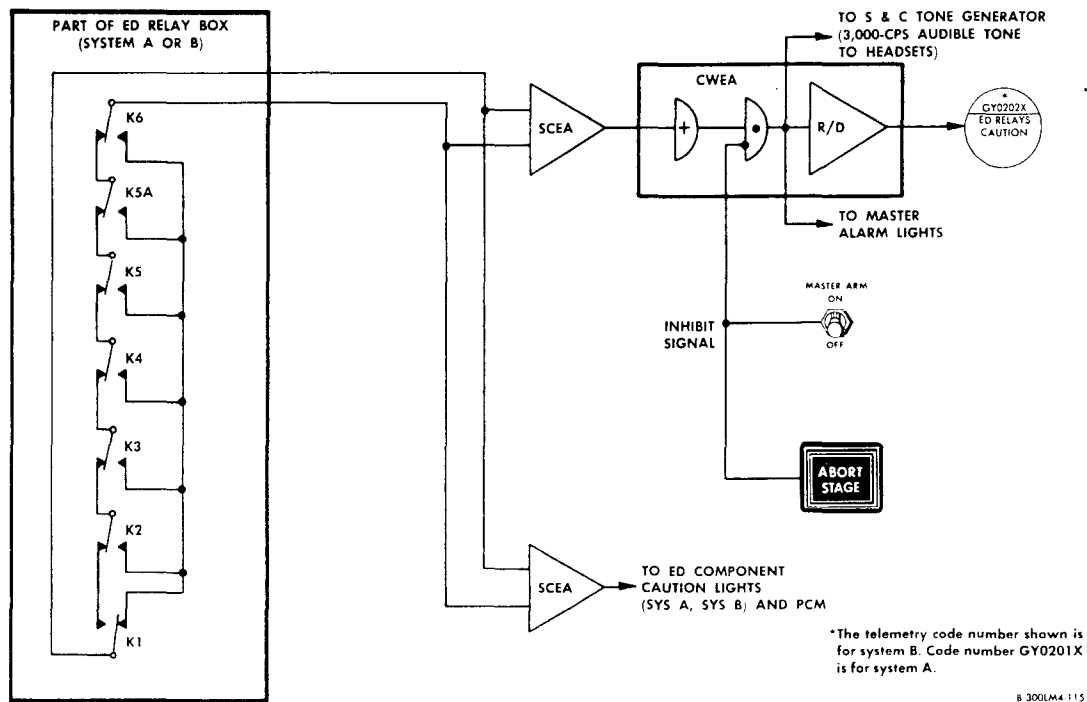 PART OF ED RELAY BOX
(SYSTEM A OR B)
K6
K5A
K5
K4
K3
K2
K1
SCEA
CWEA
+
•
R/D
TO S & C TONE GENERATOR
(3,000-CPS AUDIBLE TONE
TO HEADSETS)
*
GY0202X
ED RELAYS
CAUTION
TO MASTER
ALARM LIGHTS
MASTER ARM
ON
OFF
INHIBIT
SIGNAL
ABORT
STAGE
SCEA
TO ED COMPONENT
CAUTION LIGHTS
(SYS A, SYS B) AND PCM
*The telemetry code number shown is
for system B. Code number GY0201X
is for system A.
B 300LM4-115